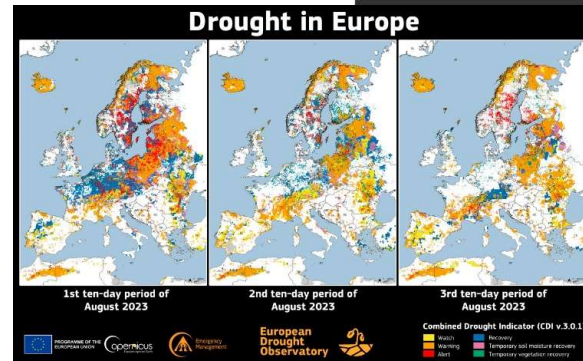 Drought in Europe
1st ten-day period of
August 2023
2nd ten-day period of
August 2023
3rd ten-day period of
August 2023
PROGRAMME OF THE
EUROPEAN UNION
Copernicus
Emergency
Management
European
Drought
Observatory
Combined Drought Indicator (CDI v.3.0.1
Watch
Warning
Alert
Recovery
Temporary soil moisture recovery
Temporary vegetation recovery